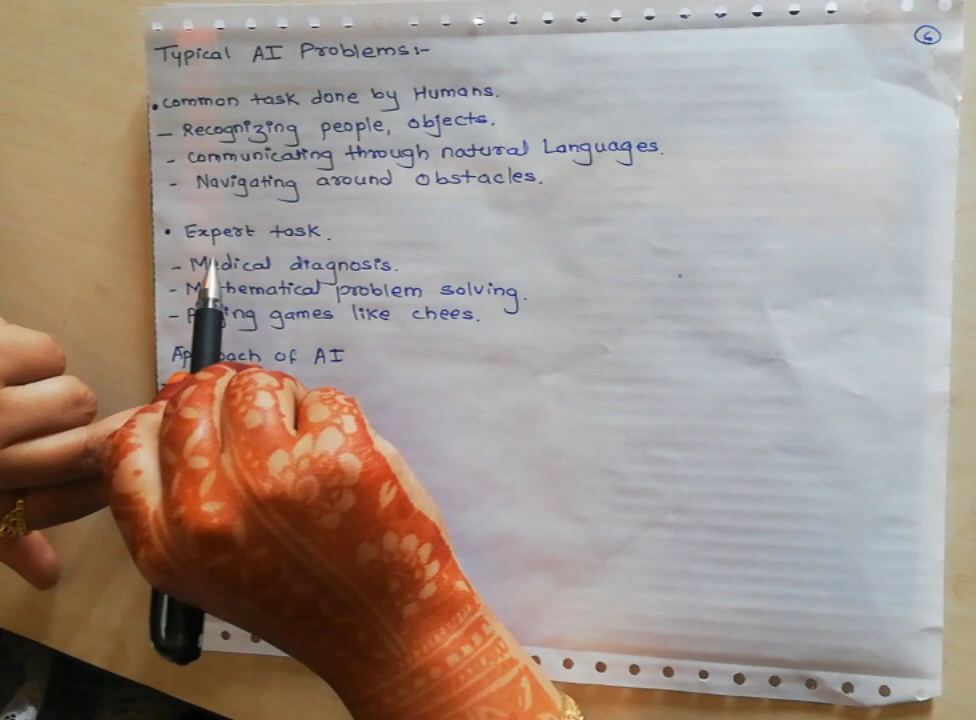 6
Typical AI Problems:-
• Common task done by Humans.
- Recognizing people, objects.
- communicating through natural Languages.
- Navigating around obstacles.
• Expert task.
- Medical diagnosis.
- Mathematical problem solving.
- games like chees.
of AI